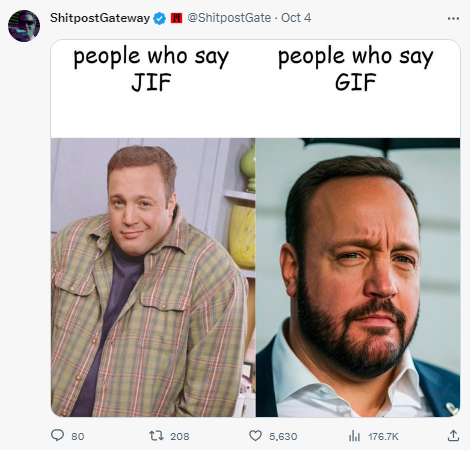 ShitpostGateway @ShitpostGate · Oct 4
people who say
JIF
people who say
GIF
80 208 5,630 176.7K